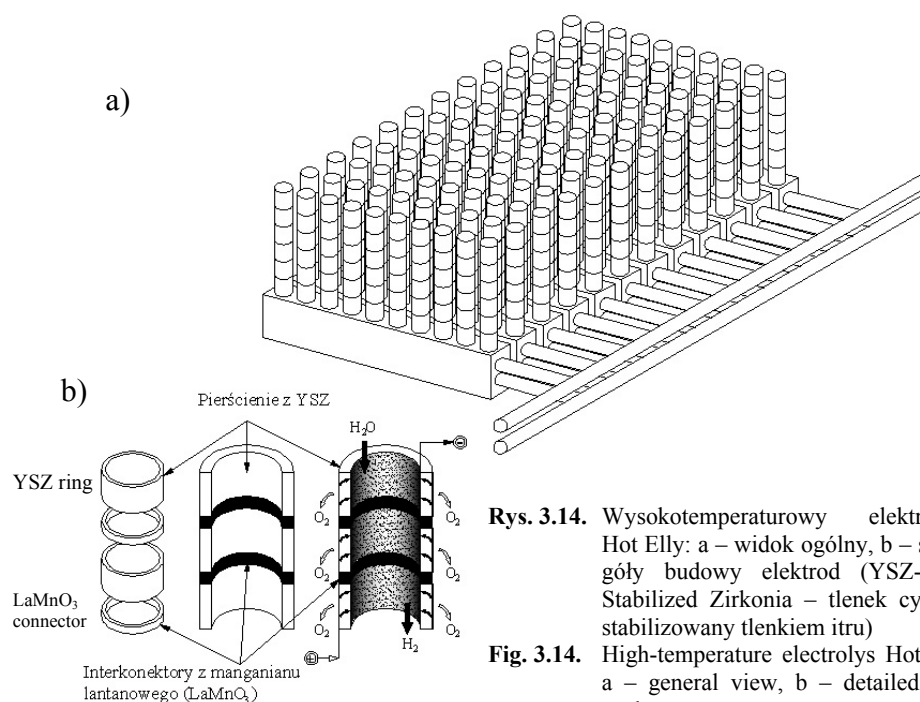 a)
b)
Pierścienie z YSZ
H₂O
YSZ ring
O₂ O₂
O₂ O₂
LaMnO₃
connector
O₂ O₂
H₂
Interkonektory z manganianu
lantanowego (LaMnO₃)
Rys. 3.14. Wysokotemperaturowy elektr
Hot Elly: a – widok ogólny, b – s
góły budowy elektrod (YSZ-
Stabilized Zirkonia – tlenek cy
stabilizowany tlenkiem itru)
Fig. 3.14. High-temperature electrolys Hot
a – general view, b – detailed